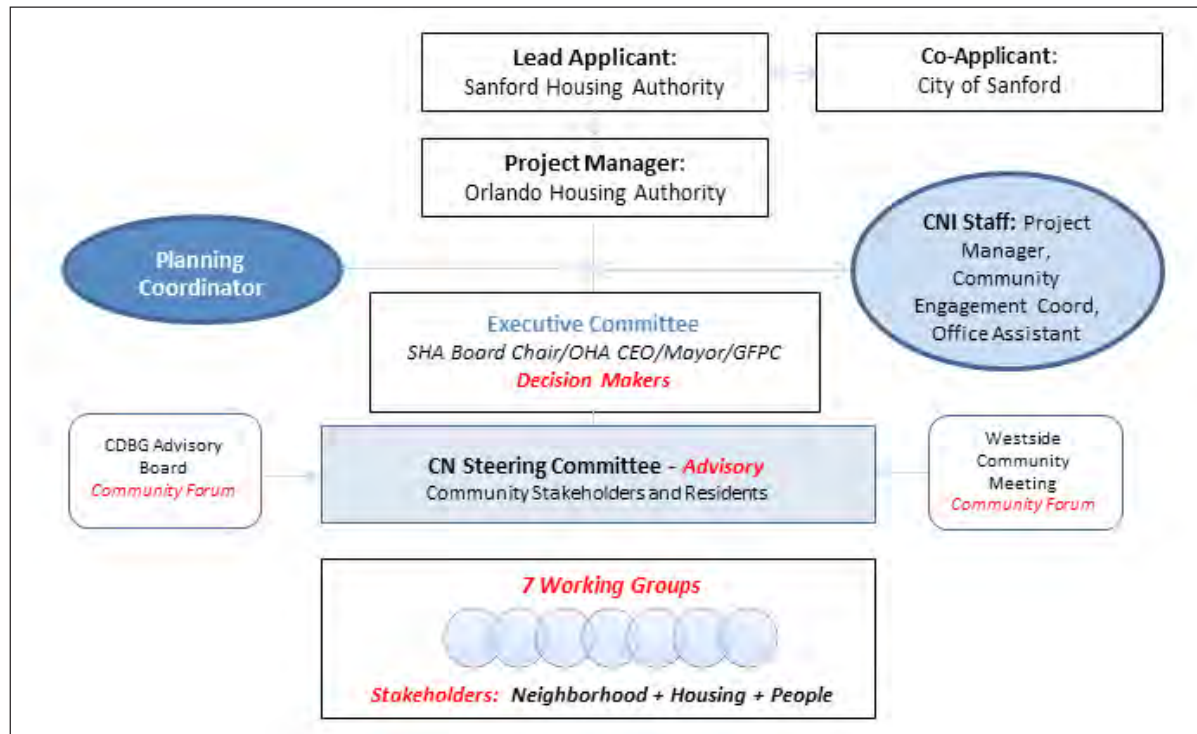 Lead Applicant:
Sanford Housing Authority
Co-Applicant:
City of Sanford
Project Manager:
Orlando Housing Authority
Planning
Coordinator
CNI Staff: Project
Manager,
Community
Engagement Coord,
Office Assistant
Executive Committee
SHA Board Chair/OHA CEO/Mayor/GFPC
Decision Makers
CDBG Advisory
Board
Community Forum
CN Steering Committee - Advisory
Community Stakeholders and Residents
Westside
Community
Meeting
Community Forum
7 Working Groups
Stakeholders: Neighborhood + Housing + People